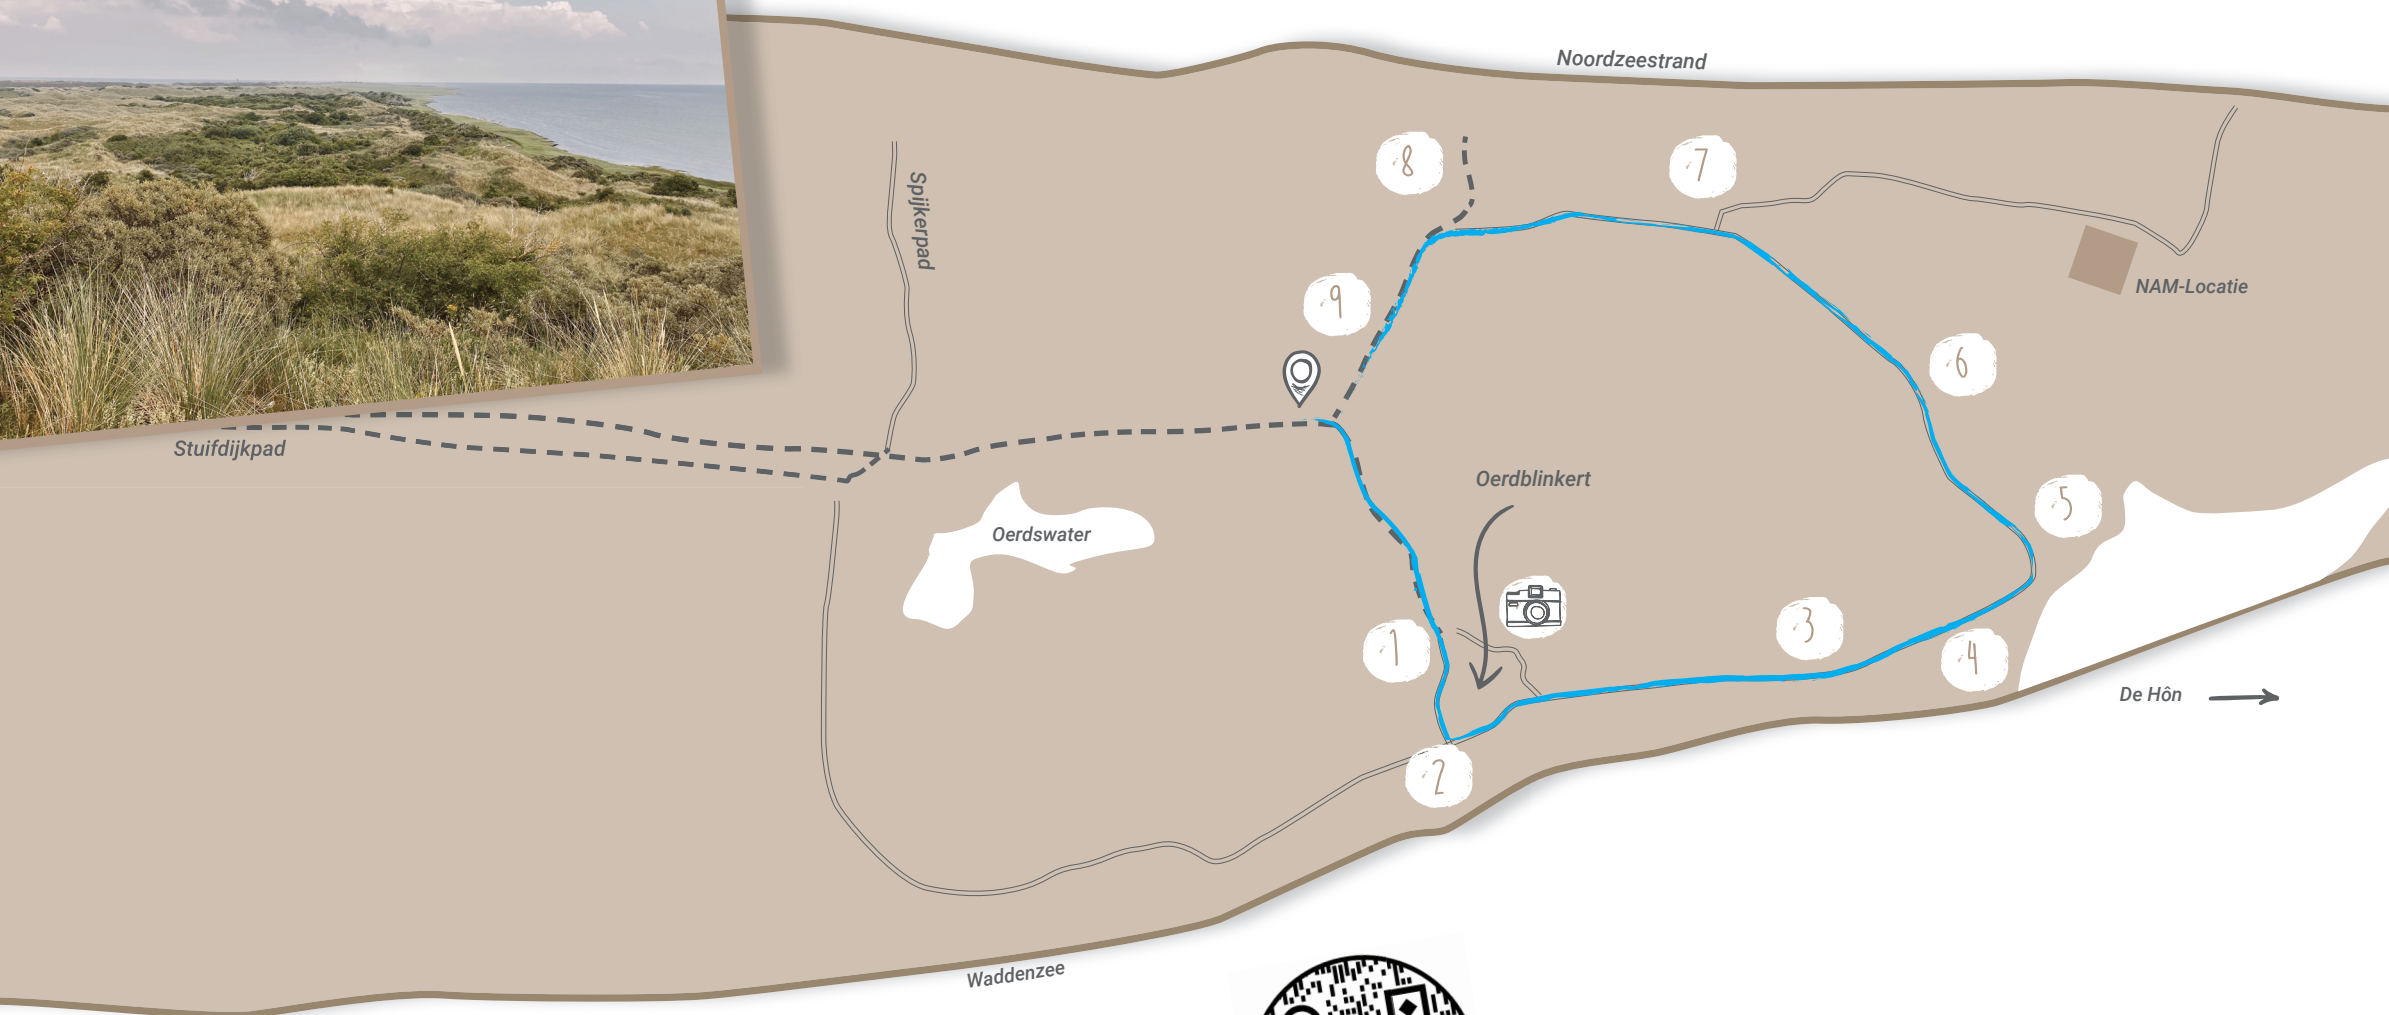 Noordzeestrand
8
7
Spijkerpad
NAM-Locatie
9
6
Stuifdijkpad
Oerdblinkert
5
Oerdswater
1
3
4
De Hôn
2
Waddenzee